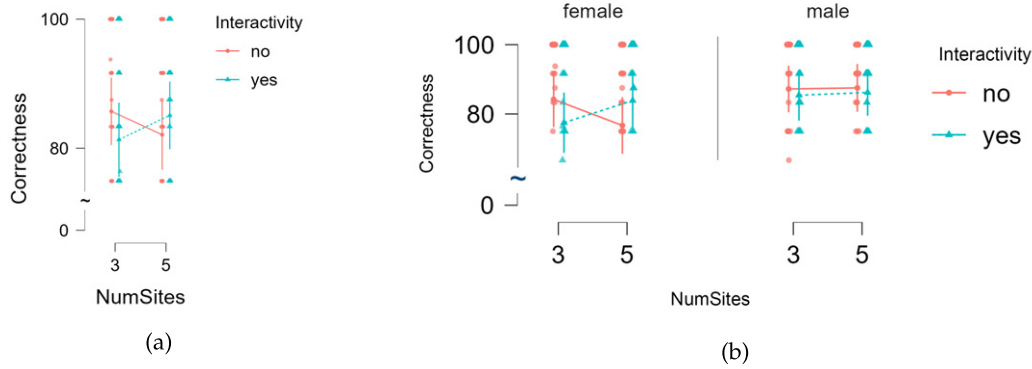 100
80
~
0
Correctness
3 5
NumSites
Interactivity
no
yes
(a)
female male
100
80
~
0
Correctness
3 5 3 5
NumSites
Interactivity
no
yes
(b)